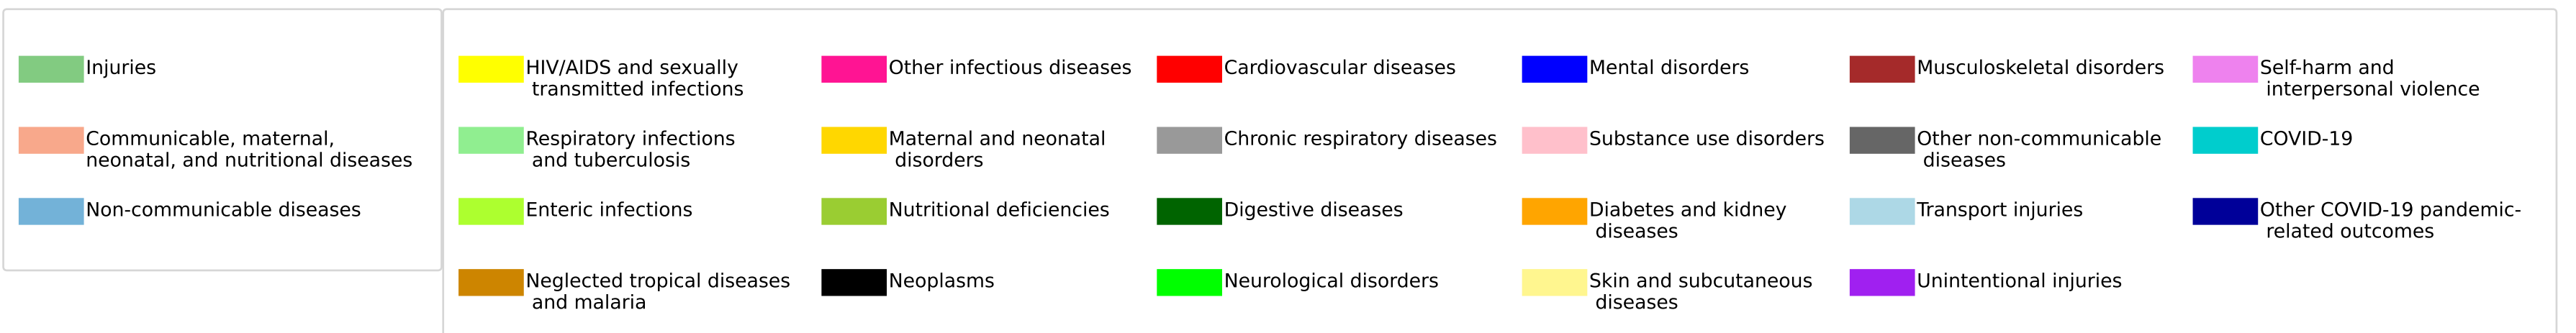 Injuries
Communicable, maternal,
neonatal, and nutritional diseases
Non-communicable diseases
HIV/AIDS and sexually
transmitted infections
Respiratory infections
and tuberculosis
Enteric infections
Neglected tropical diseases
and malaria
Other infectious diseases
Maternal and neonatal
disorders
Nutritional deficiencies
Neoplasms
Cardiovascular diseases
Chronic respiratory diseases
Digestive diseases
Neurological disorders
Mental disorders
Substance use disorders
Diabetes and kidney
diseases
Skin and subcutaneous
diseases
Musculoskeletal disorders
Other non-communicable
diseases
Transport injuries
Unintentional injuries
Self-harm and
interpersonal violence
COVID-19
Other COVID-19 pandemic-
related outcomes